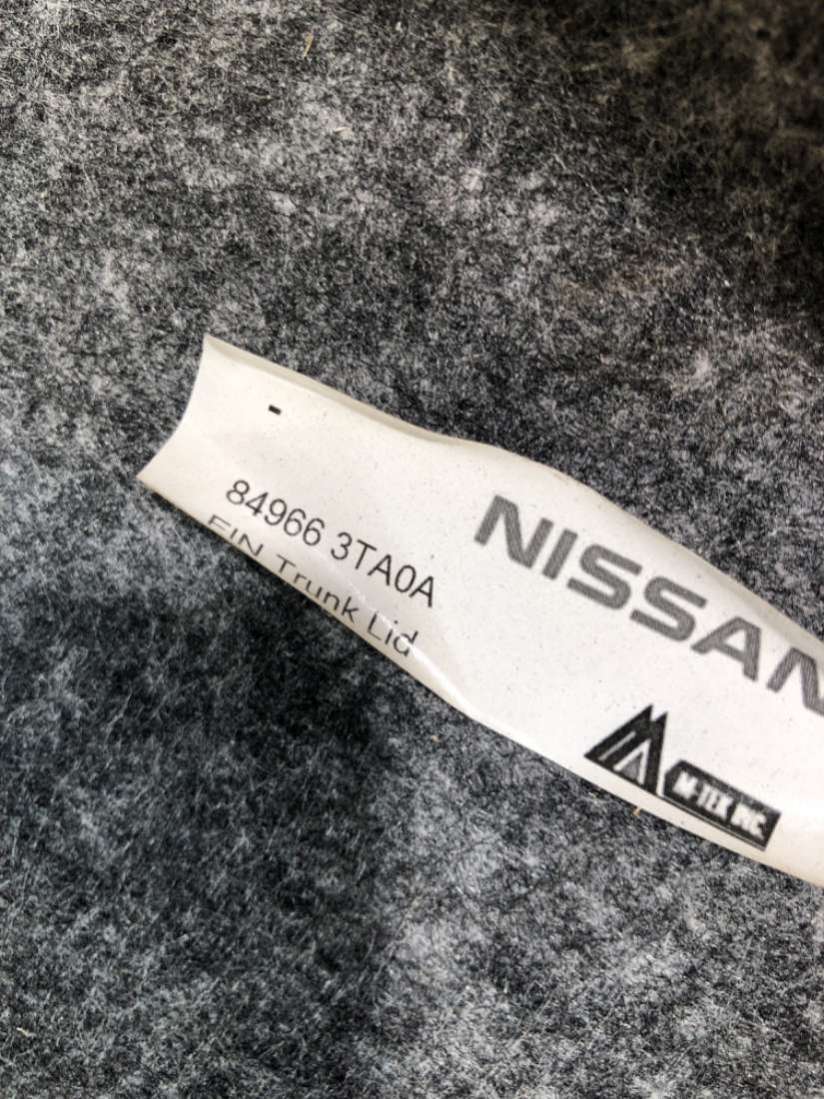 -
84966 3TA0A
FIN Trunk Lid
NISSAN
M-TEK INC.